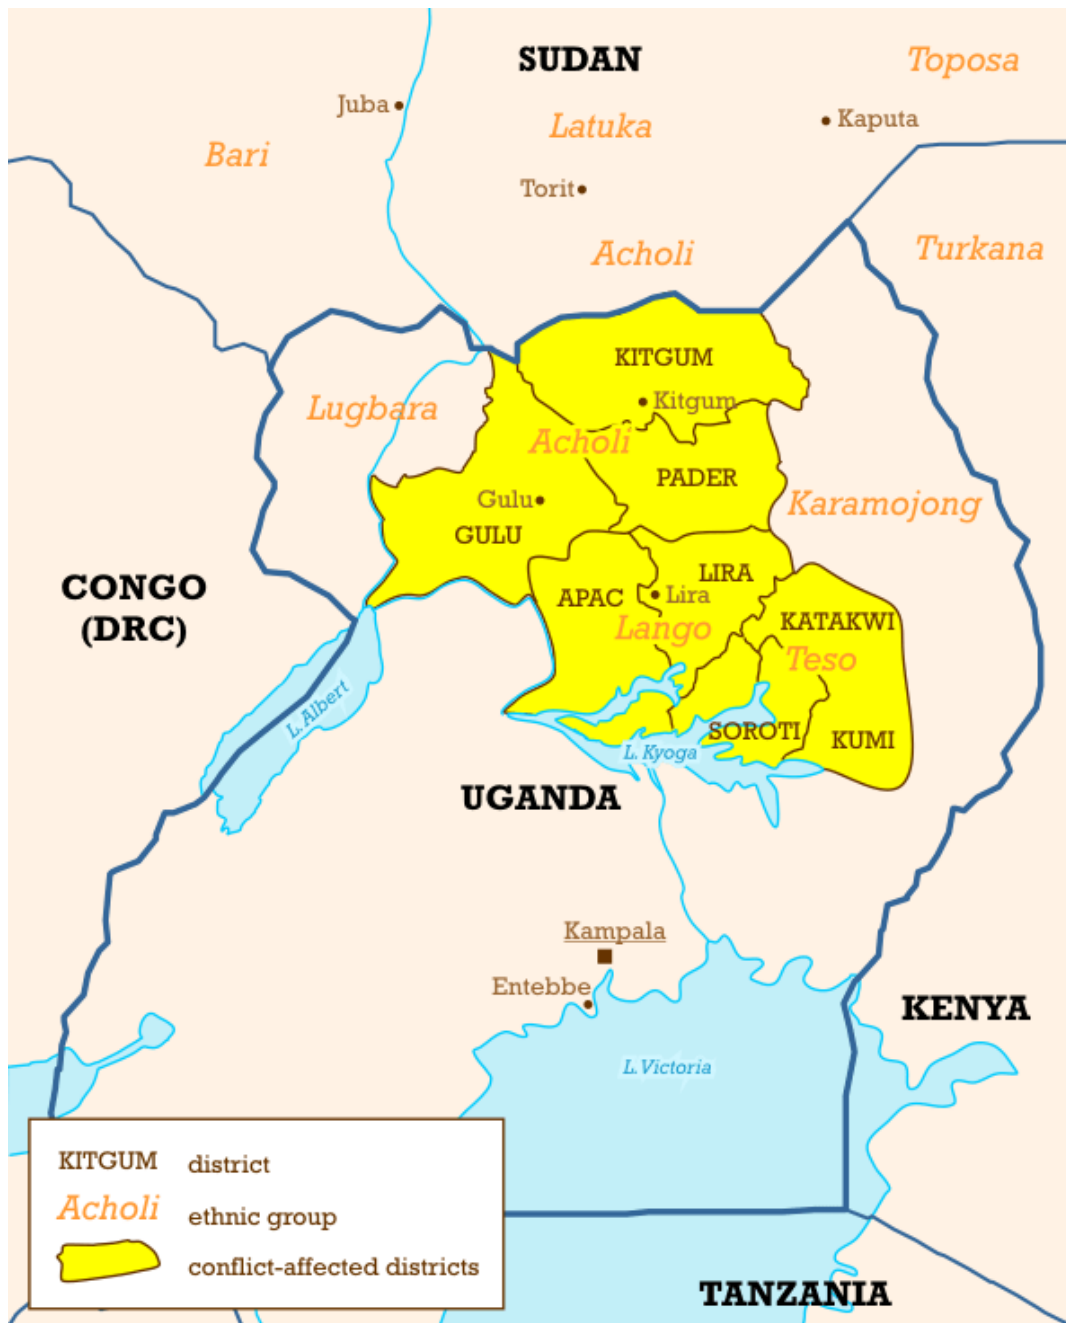 SUDAN
Toposa
Juba
Kaputa
Latuka
Bari
Torit
Acholi
Turkana
KITGUM
Kitgum
Lugbara
Acholi
PADER
Gulu
Karamojong
GULU
LIRA
CONGO
(DRC)
APAC
Lira
KATAKWI
Lango
Teso
L. Albert
SOROTI
KUMI
L. Kyoga
UGANDA
Kampala
Entebbe
KENYA
L. Victoria
KITGUM district
Acholi ethnic group
conflict-affected districts
TANZANIA